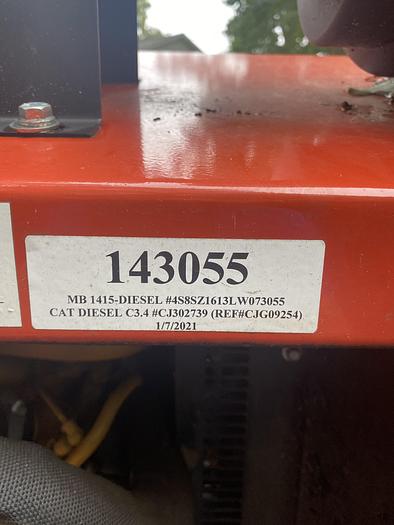 143055
MB 1415-DIESEL #4S8SZ1613LW073055
CAT DIESEL C3.4 #CJ302739 (REF#CJG09254)
1/7/2021